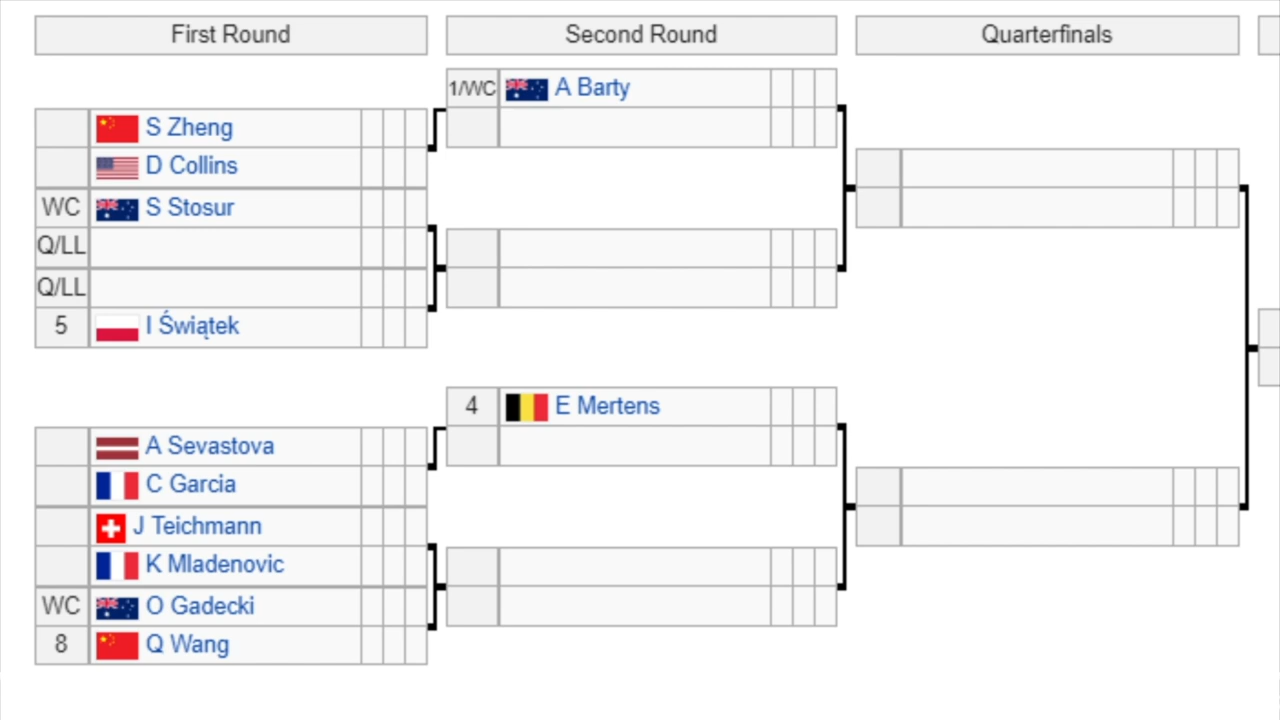 First Round
Second Round
Quarterfinals
1/WC A Barty
S Zheng
D Collins
WC S Stosur
Q/LL
Q/LL
5 I Świątek
4 E Mertens
A Sevastova
C Garcia
J Teichmann
K Mladenovic
WC O Gadecki
8 Q Wang